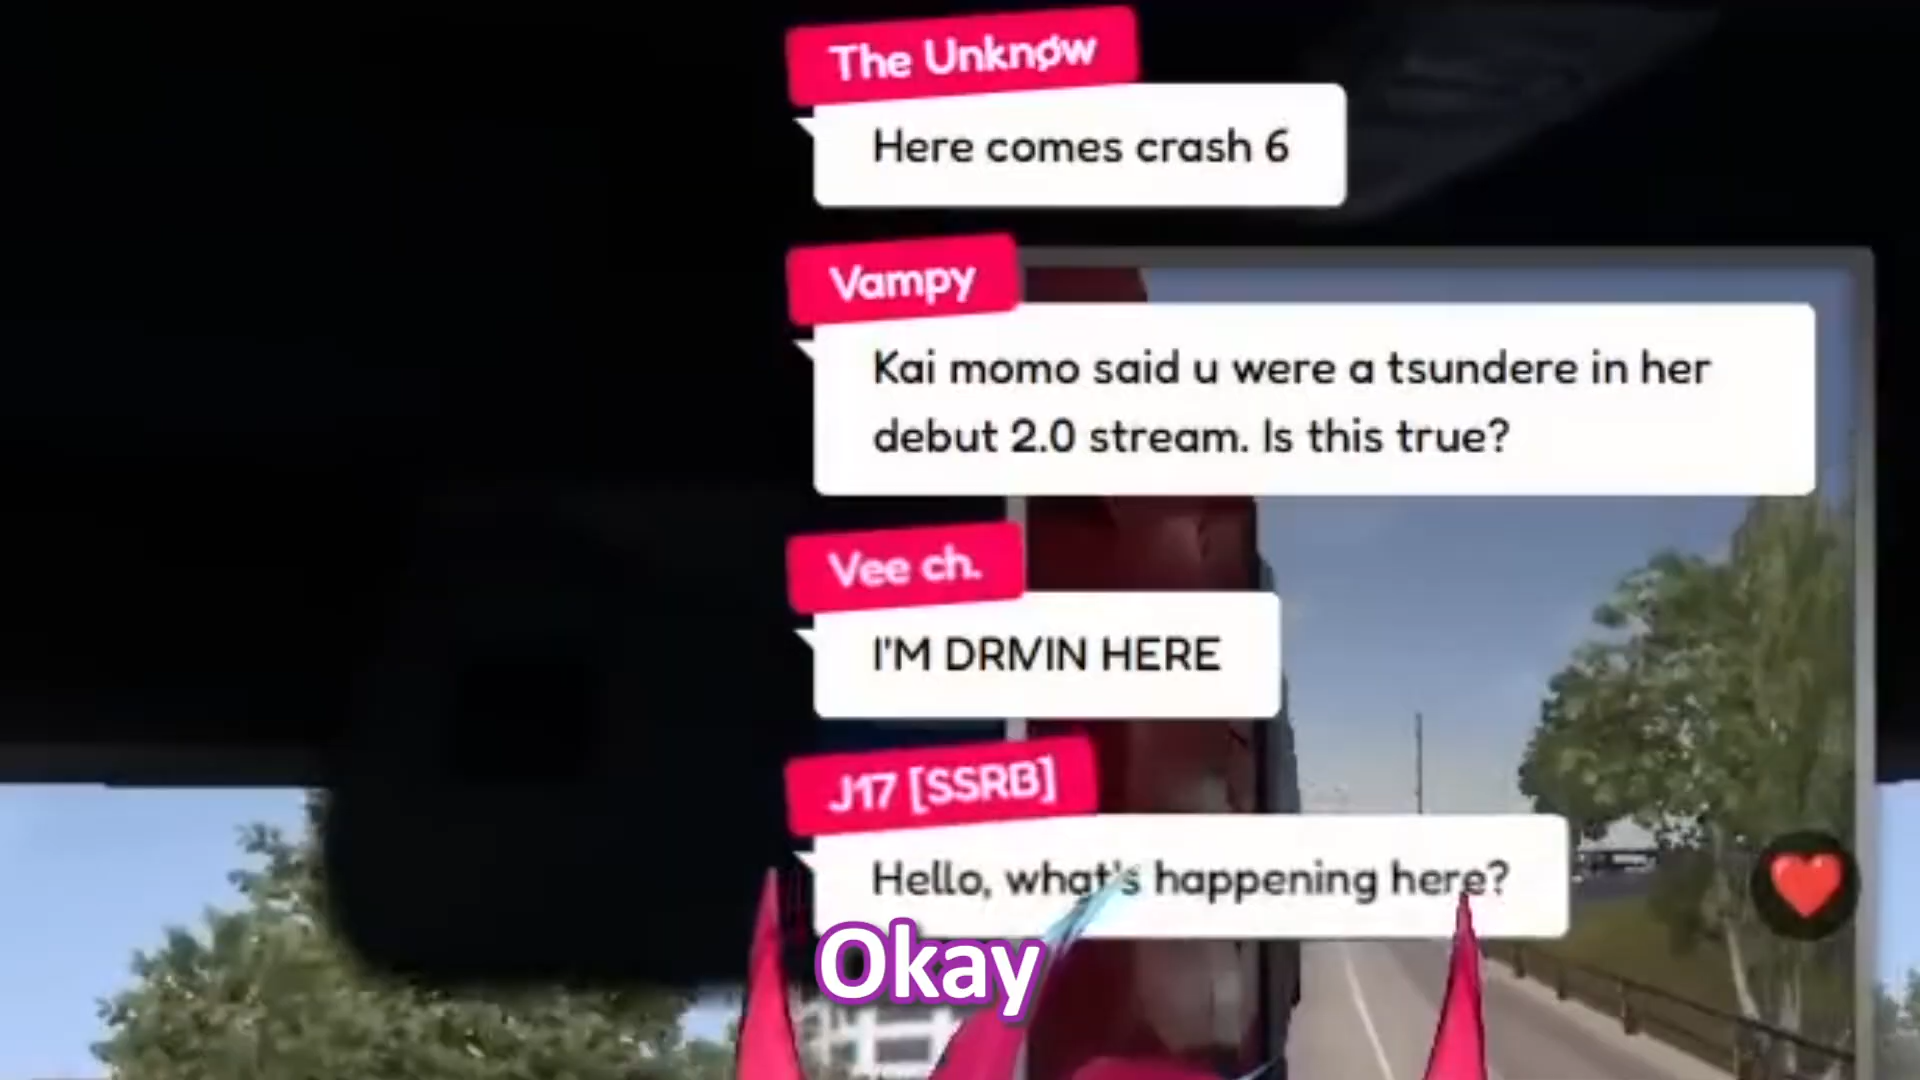 The Unknøw
Here comes crash 6
Vampy
Kai momo said u were a tsundere in her
debut 2.0 stream. Is this true?
Vee ch.
I'M DRIVIN HERE
J17 [SSRB]
Hello, what's happening here?
Okay